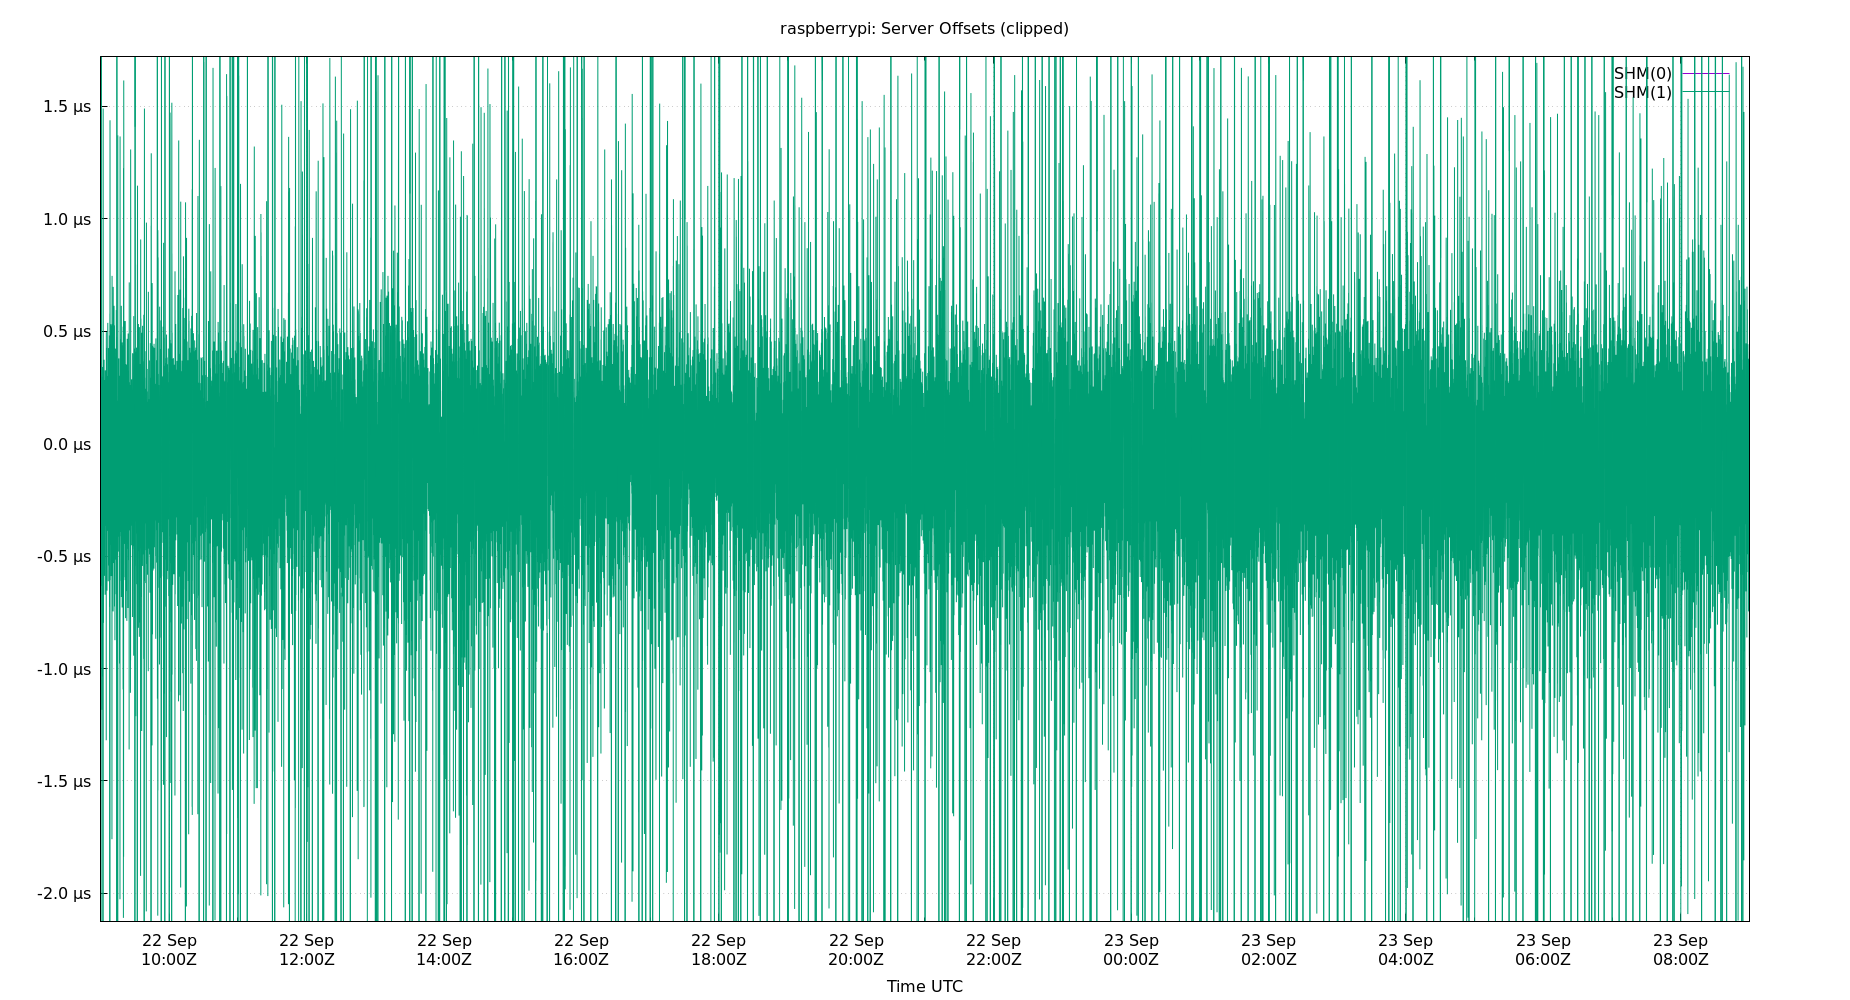 raspberrypi: Server Offsets (clipped)
SHM(0)
SHM(1)
1.5 µs
1.0 µs
0.5 µs
0.0 µs
-0.5 µs
-1.0 µs
-1.5 µs
-2.0 µs
22 Sep 22 Sep 22 Sep 22 Sep 22 Sep 22 Sep 22 Sep 23 Sep 23 Sep 23 Sep 23 Sep 23 Sep
10:00Z 12:00Z 14:00Z 16:00Z 18:00Z 20:00Z 22:00Z 00:00Z 02:00Z 04:00Z 06:00Z 08:00Z
Time UTC